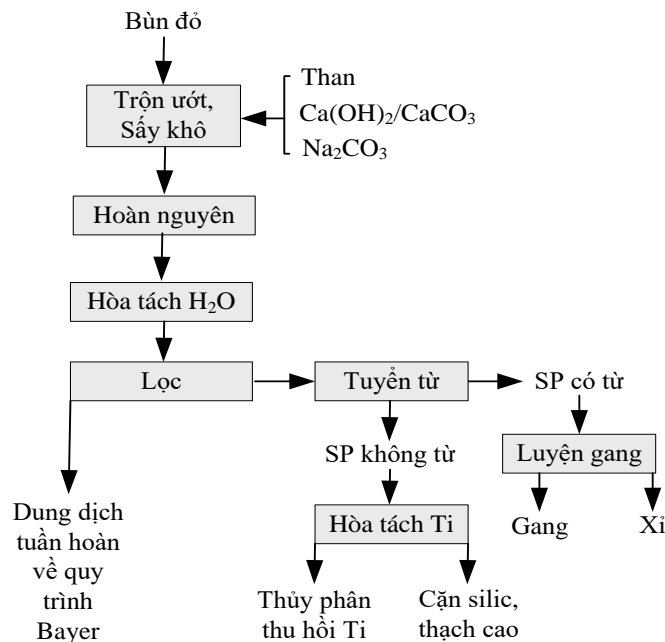 Bùn đỏ
Trộn ướt,
Sấy khô
Than
Ca(OH)₂/CaCO₃
Na₂CO₃
Hoàn nguyên
Hòa tách H₂O
Lọc
Tuyển từ
SP có từ
SP không từ
Luyện gang
Dung dịch
tuần hoàn
về quy
trình
Bayer
Hòa tách Ti
Gang
Xỉ
Thủy phân
thu hồi Ti
Cặn silic,
thạch cao